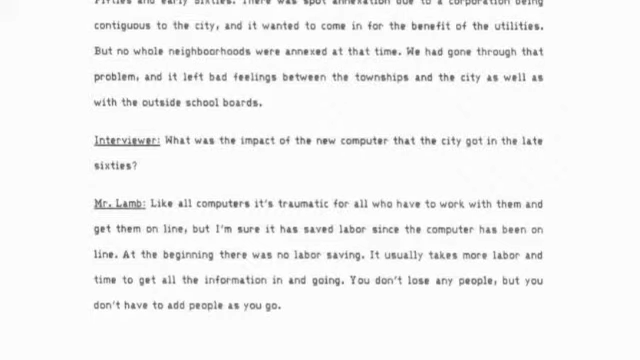 Fifties and early sixties. There was spot annexation due to a corporation being
contiguous to the city, and it wanted to come in for the benefit of the utilities.
But no whole neighboorhoods were annexed at that time. We had gone through that
problem, and it left bad feelings between the townships and the city as well as
with the outside school boards.
Interviewer: What was the impact of the new computer that the city got in the late
sixties?
Mr. Lamb: Like all computers it's traumatic for all who have to work with them and
get them on line, but I'm sure it has saved labor since the computer has been on
line. At the beginning there was no labor saving. It usually takes more labor and
time to get all the information in and going. You don't lose any people, but you
don't have to add people as you go.